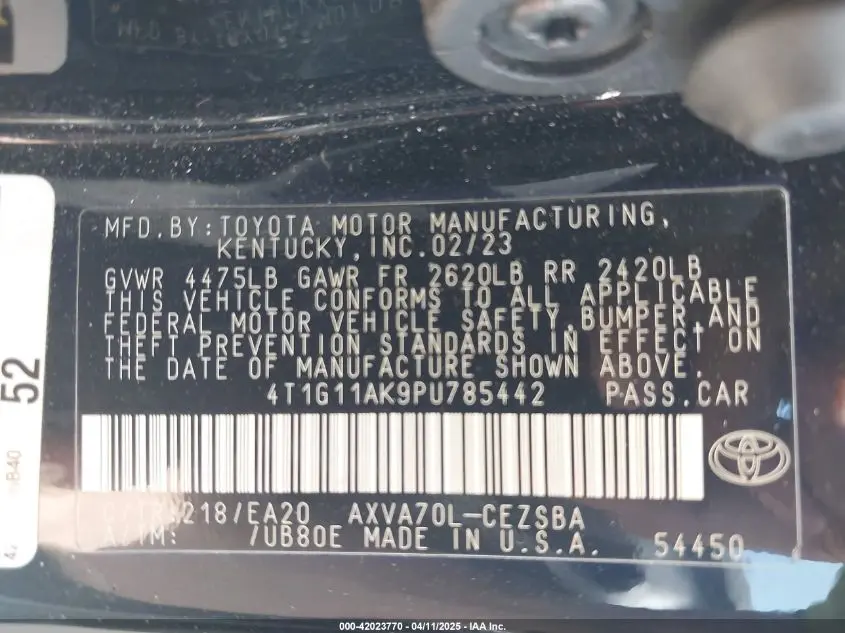 MFD.BY:TOYOTA MOTOR MANUFACTURING,
KENTUCKY,INC.02/23
GVWR 4475LB GAWR FR 2620LB RR 2420LB
THIS VEHICLE CONFORMS TO ALL APPLICABLE
FEDERAL MOTOR VEHICLE SAFETY,BUMPER,AND
THEFT PREVENTION STANDARDS IN EFFECT ON
THE DATE OF MANUFACTURE SHOWN ABOVE.
4T1G11AK9PU785442 PASS.CAR
218/EA20 AXVA70L-CEZSBA
/UB80E MADE IN U.S.A. 54450
52
000-42023770 - 04/11/2025 - IAA Inc.